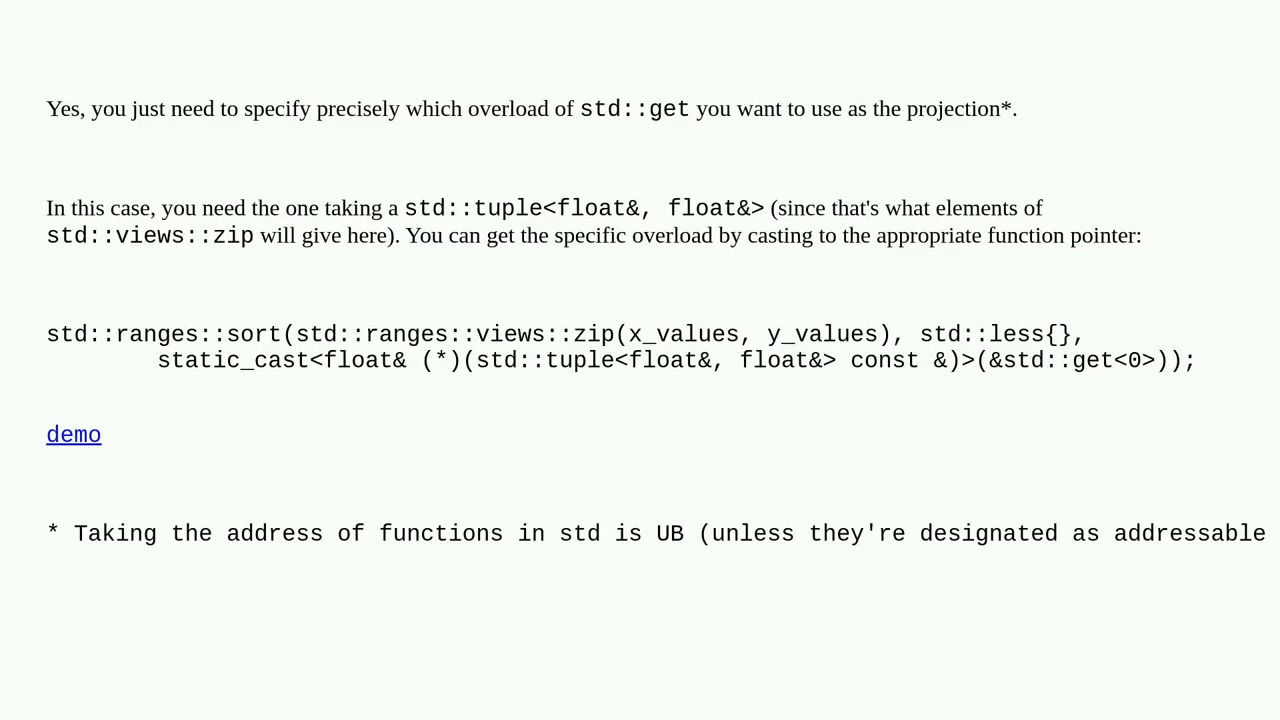 Yes, you just need to specify precisely which overload of std::get you want to use as the projection*.
In this case, you need the one taking a std::tuple<float&, float&> (since that's what elements of
std::views::zip will give here). You can get the specific overload by casting to the appropriate function pointer:
std::ranges::sort(std::ranges::views::zip(x_values, y_values), std::less{},
        static_cast<float& (*)(std::tuple<float&, float&> const &)>(&std::get<0>));
demo
* Taking the address of functions in std is UB (unless they're designated as addressable